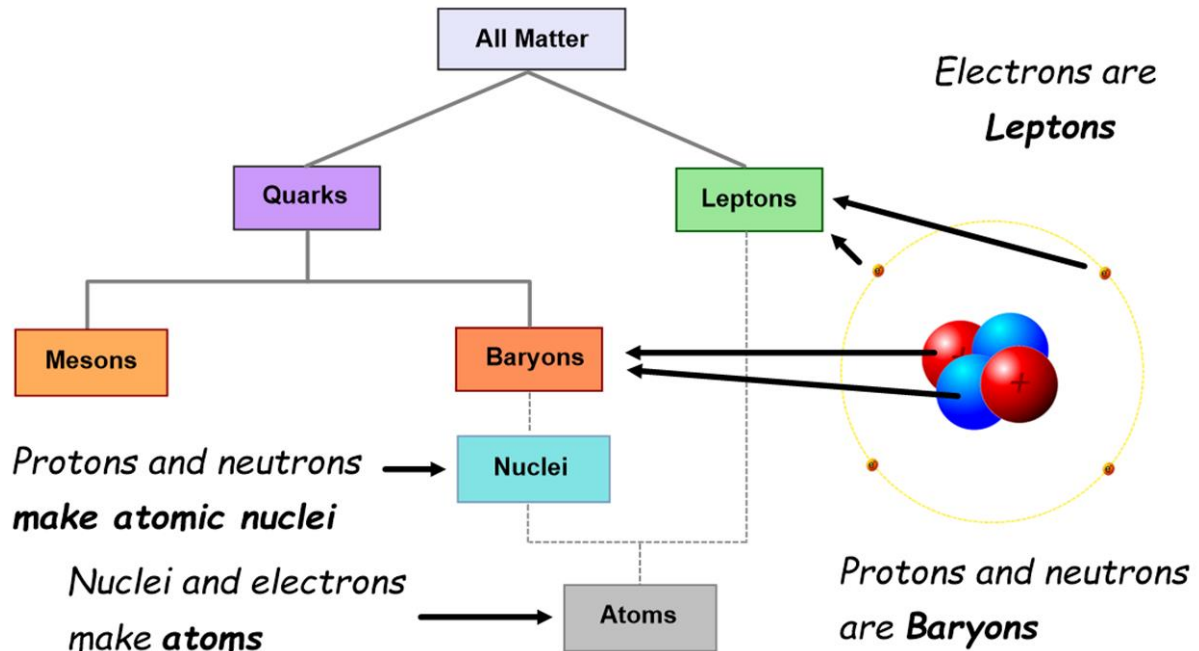 All Matter
Electrons are
Leptons
Quarks
Leptons
Mesons
Baryons
+
+
Protons and neutrons
make atomic nuclei
Nuclei
Nuclei and electrons
make atoms
Atoms
Protons and neutrons
are Baryons